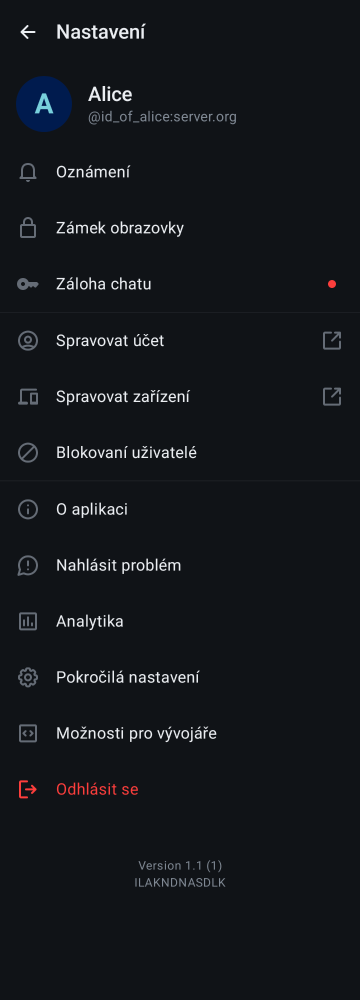 Nastavení
A
Alice
@id_of_alice:server.org
Oznámení
Zámek obrazovky
Záloha chatu
Spravovat účet
Spravovat zařízení
Blokovaní uživatelé
O aplikaci
Nahlásit problém
Analytika
Pokročilá nastavení
Možnosti pro vývojáře
Odhlásit se
Version 1.1 (1)
ILAKNDNASDLK